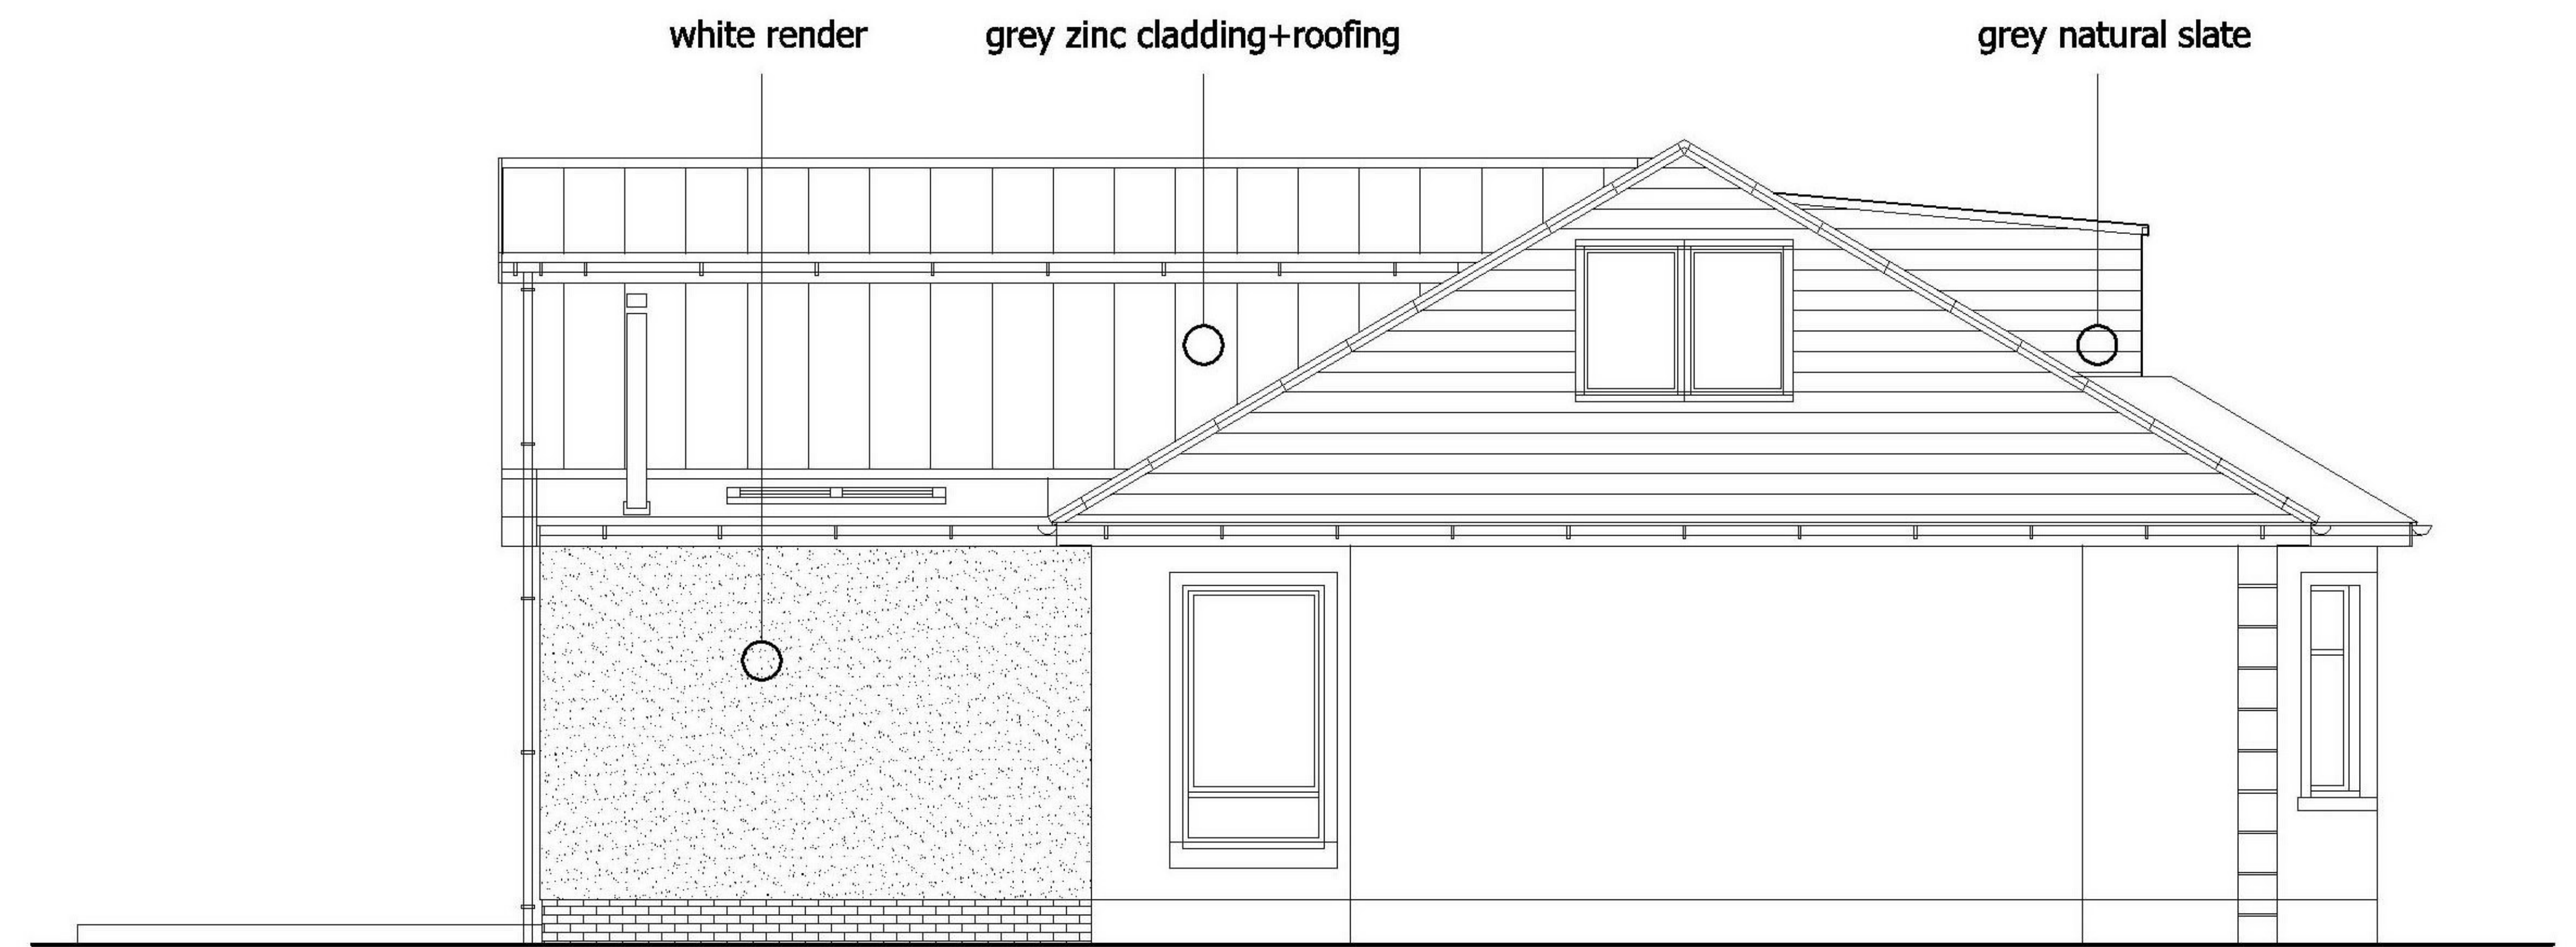 white render
grey zinc cladding+roofing
grey natural slate